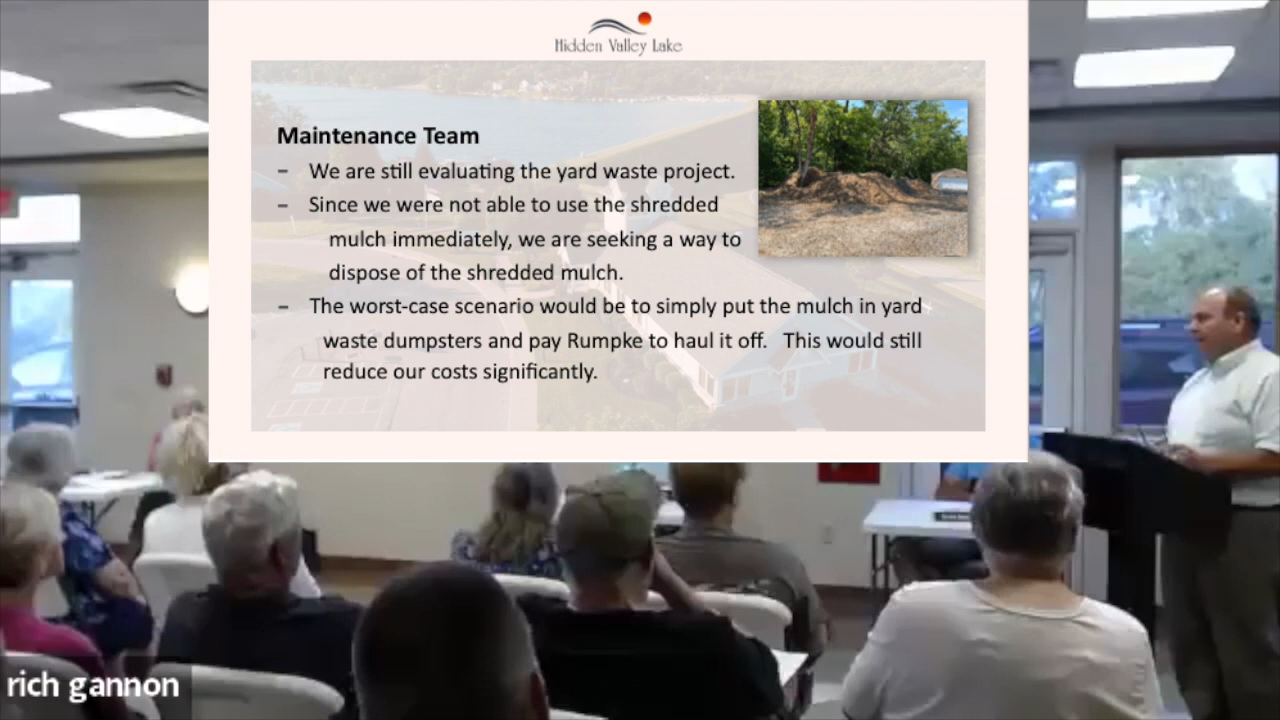 Hidden Valley Lake
Maintenance Team
– We are still evaluating the yard waste project.
– Since we were not able to use the shredded
mulch immediately, we are seeking a way to
dispose of the shredded mulch.
– The worst-case scenario would be to simply put the mulch in yard
waste dumpsters and pay Rumpke to haul it off. This would still
reduce our costs significantly.
rich gannon